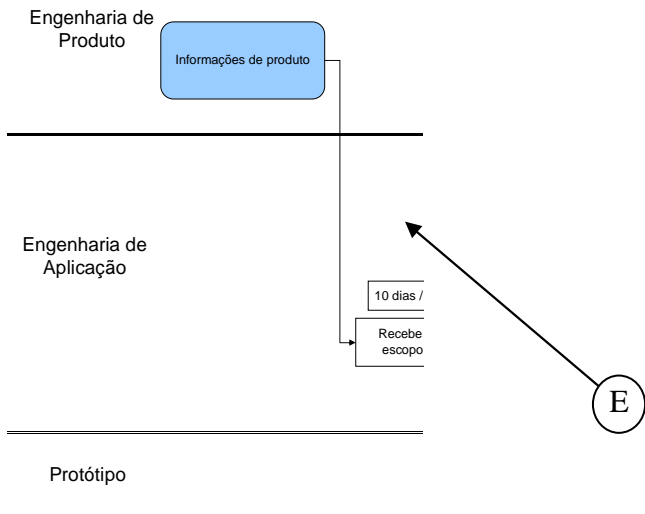 Engenharia de
Produto
Informações de produto
Engenharia de
Aplicação
10 dias /
Recebe
escopo
E
Protótipo